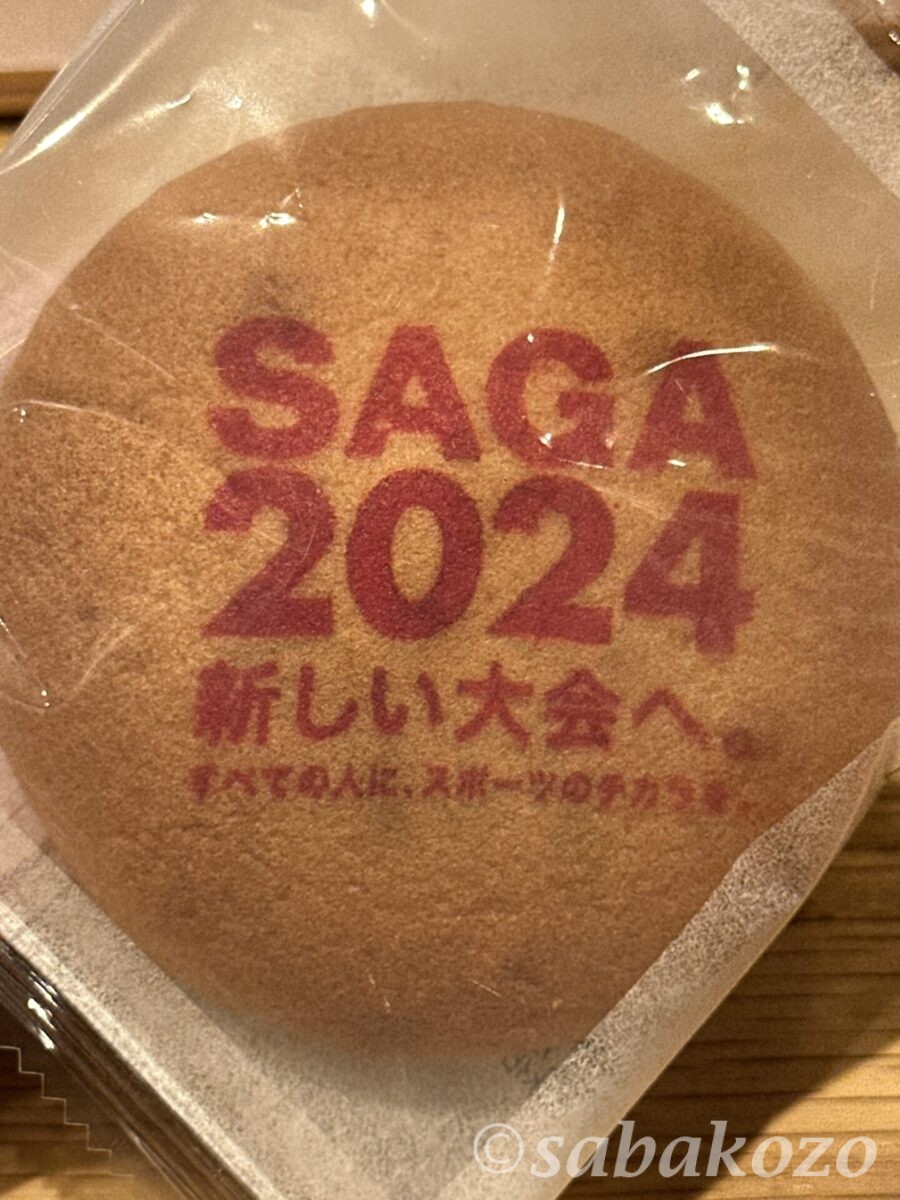 SAGA
2024
新しい大会へ。
すべての人に、スポーツのチカラを。
©sabakozo